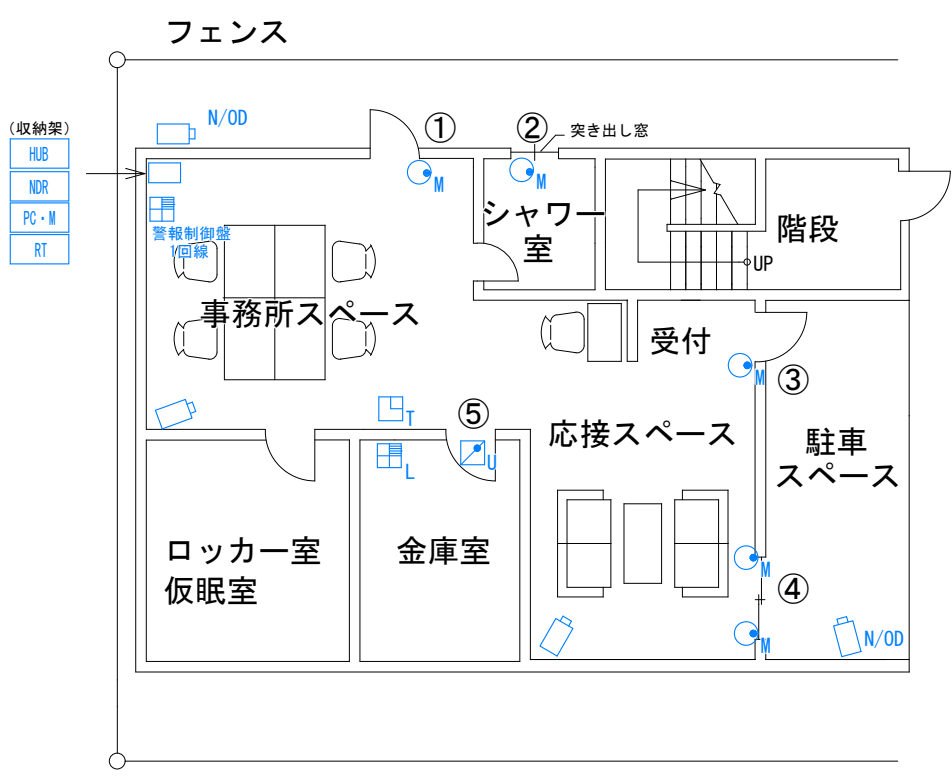 フェンス
(収納架)
HUB
NDR
PC・M
RT
N/OD
①
②
突き出し窓
M
M
警報制御盤
1回線
シャワー
室
階段
UP
事務所スペース
受付
M
③
T
⑤
L
U
応接スペース
駐車
スペース
ロッカー室
仮眠室
金庫室
M
④
M
N/OD